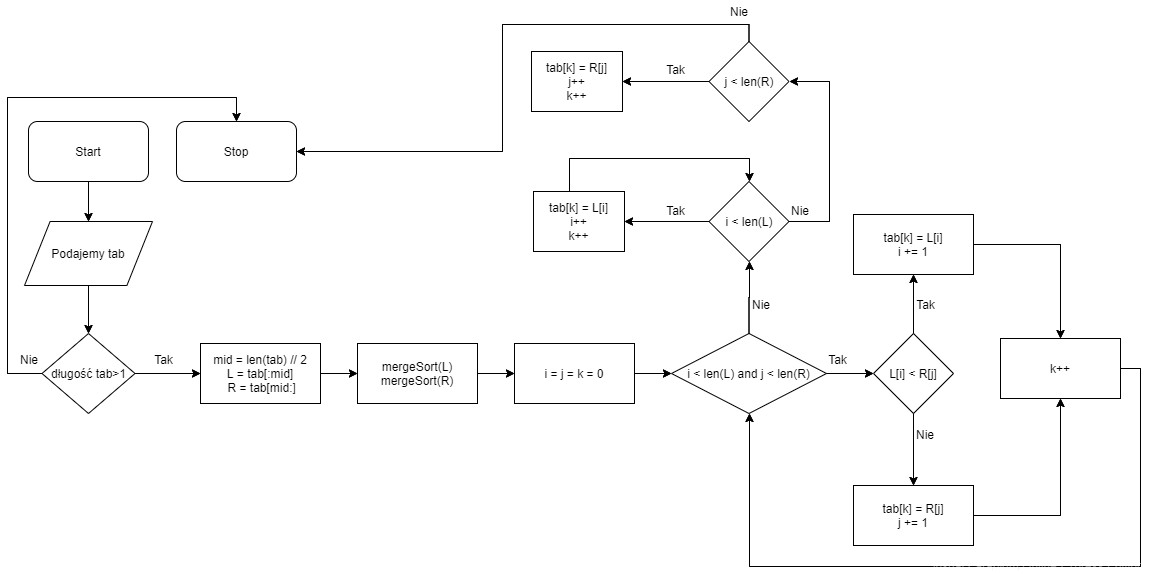 Nie
tab[k] = R[j]
j++
k++
Tak
j < len(R)
Start
Stop
tab[k] = L[i]
i++
k++
Tak
i < len(L)
Nie
Podajemy tab
tab[k] = L[i]
i += 1
Nie
Tak
Nie
długość tab>1
Tak
mid = len(tab) // 2
L = tab[:mid]
R = tab[mid:]
mergeSort(L)
mergeSort(R)
i = j = k = 0
i < len(L) and j < len(R)
Tak
L[i] < R[j]
k++
Nie
tab[k] = R[j]
j += 1